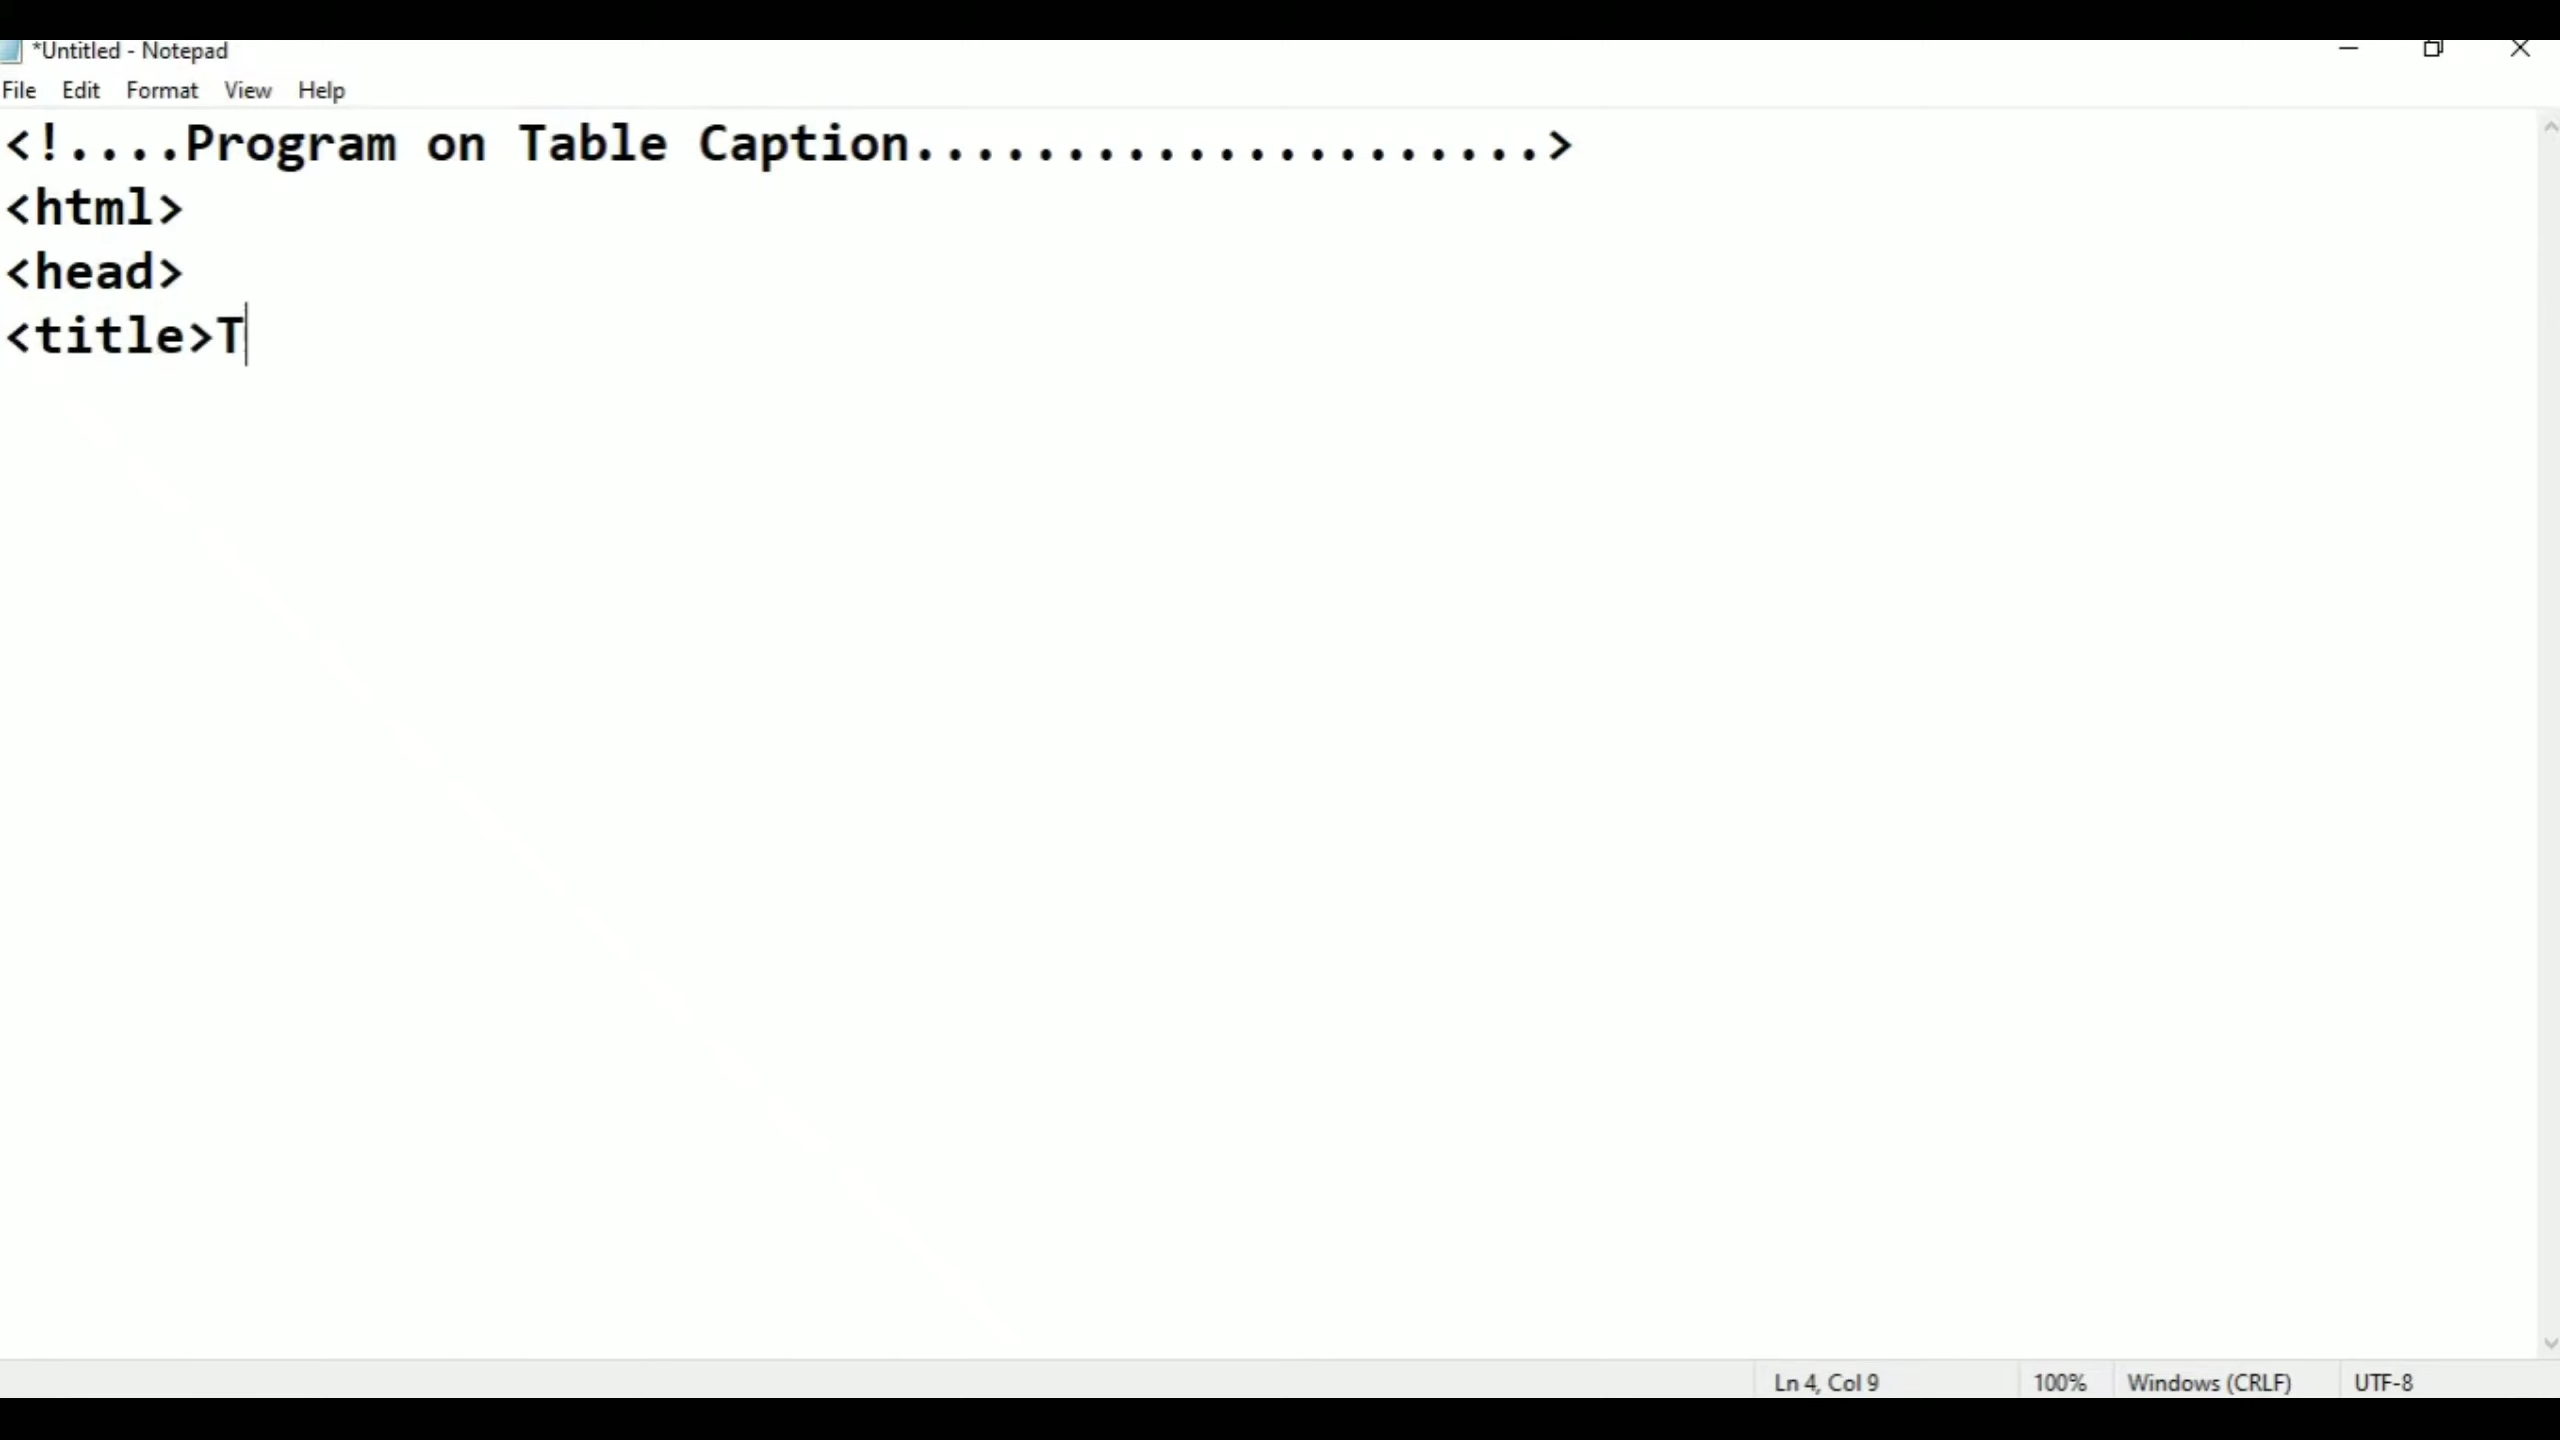 *Untitled - Notepad
File Edit Format View Help
<!....Program on Table Caption.....................>
<html>
<head>
<title>T
Ln 4, Col 9 100% Windows (CRLF) UTF-8